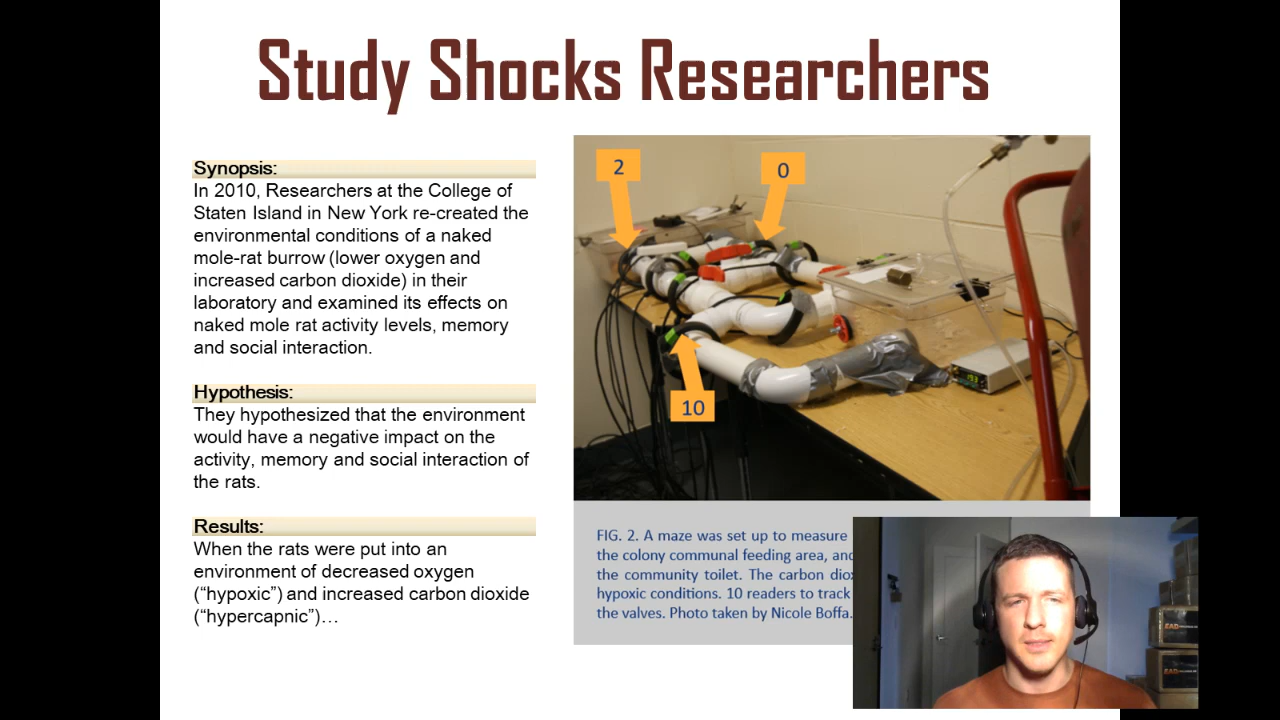 Study Shocks Researchers
Synopsis:
In 2010, Researchers at the College of
Staten Island in New York re-created the
environmental conditions of a naked
mole-rat burrow (lower oxygen and
increased carbon dioxide) in their
laboratory and examined its effects on
naked mole rat activity levels, memory
and social interaction.
Hypothesis:
They hypothesized that the environment
would have a negative impact on the
activity, memory and social interaction of
the rats.
Results:
When the rats were put into an
environment of decreased oxygen
(“hypoxic”) and increased carbon dioxide
(“hypercapnic”)…
2
0
10
FIG. 2. A maze was set up to measure
the colony communal feeding area, and
the community toilet. The carbon
hypoxic conditions. 10 readers to track
the valves. Photo taken by Nicole Boffa.
EAD
EAD